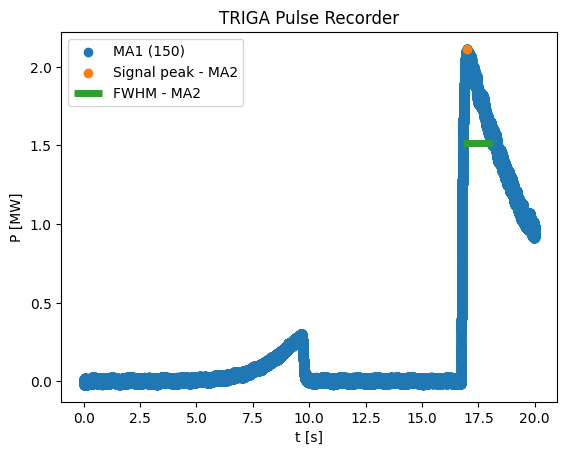 TRIGA Pulse Recorder
MA1 (150)
Signal peak - MA2
FWHM - MA2
P [MW]
2.0
1.5
1.0
0.5
0.0
0.0 2.5 5.0 7.5 10.0 12.5 15.0 17.5 20.0
t [s]